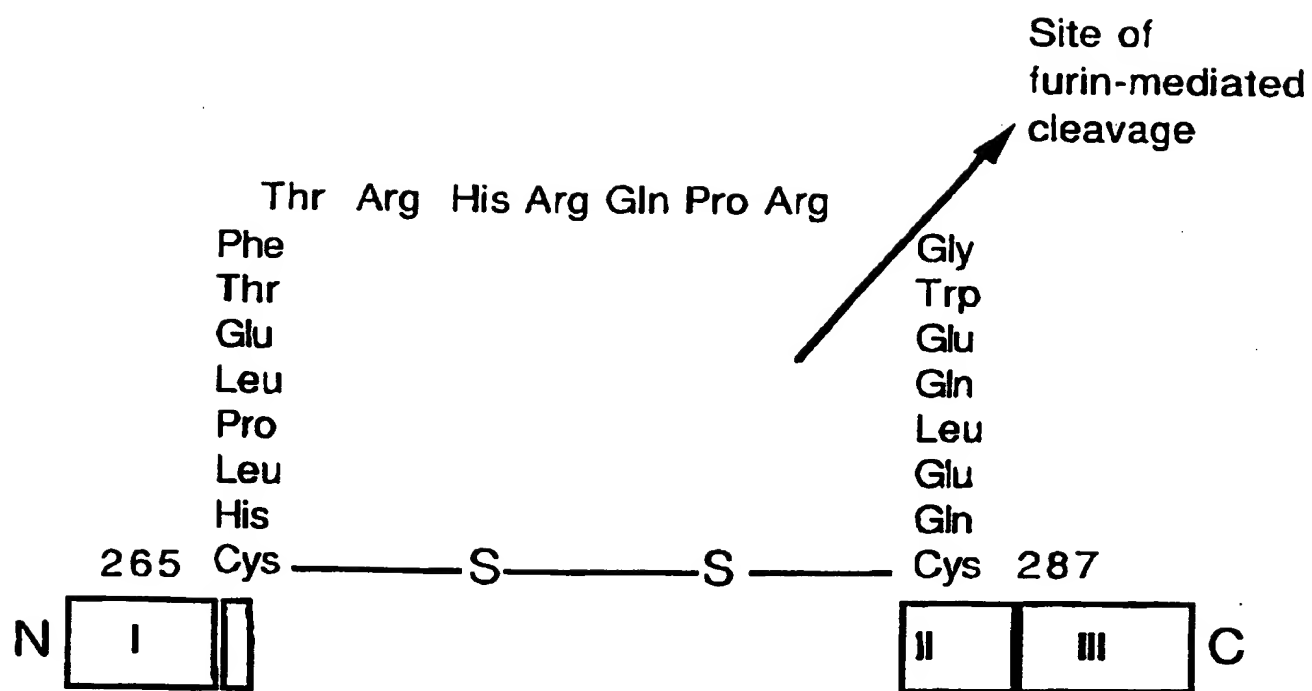 Site of
furin-mediated
cleavage
Thr Arg His Arg Gln Pro Arg
Phe
Thr
Glu
Leu
Pro
Leu
His
265 Cys S S Cys 287
Gly
Trp
Glu
Gln
Leu
Glu
Gln
N I II III C